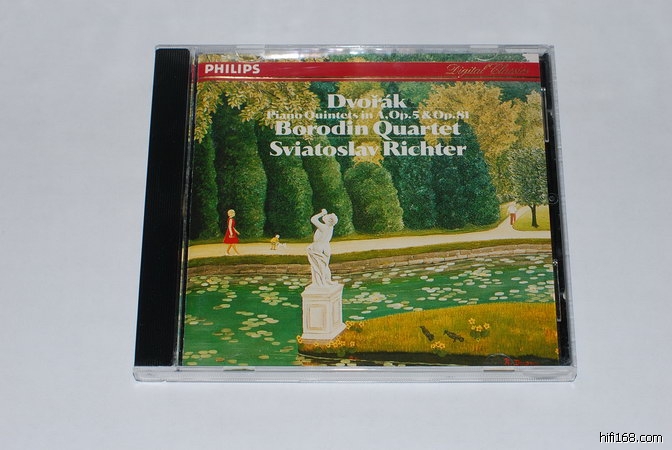 PHILIPS Digital Classics
Dvořák
Piano Quintets in A, Op.5 & Op.81
Borodin Quartet
Sviatoslav Richter
hifi168.com